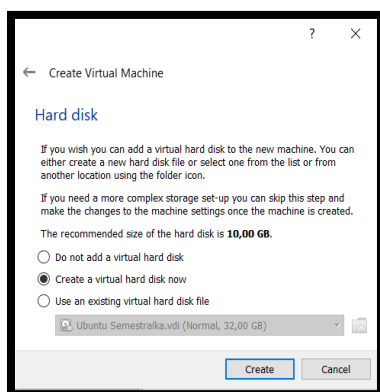 ?
Create Virtual Machine
Hard disk
If you wish you can add a virtual hard disk to the new machine. You can
either create a new hard disk file or select one from the list or from
another location using the folder icon.
If you need a more complex storage set-up you can skip this step and
make the changes to the machine settings once the machine is created.
The recommended size of the hard disk is 10,00 GB.
Do not add a virtual hard disk
Create a virtual hard disk now
Use an existing virtual hard disk file
Ubuntu Semestralka.vdi (Normal, 32,00 GB)
Create Cancel